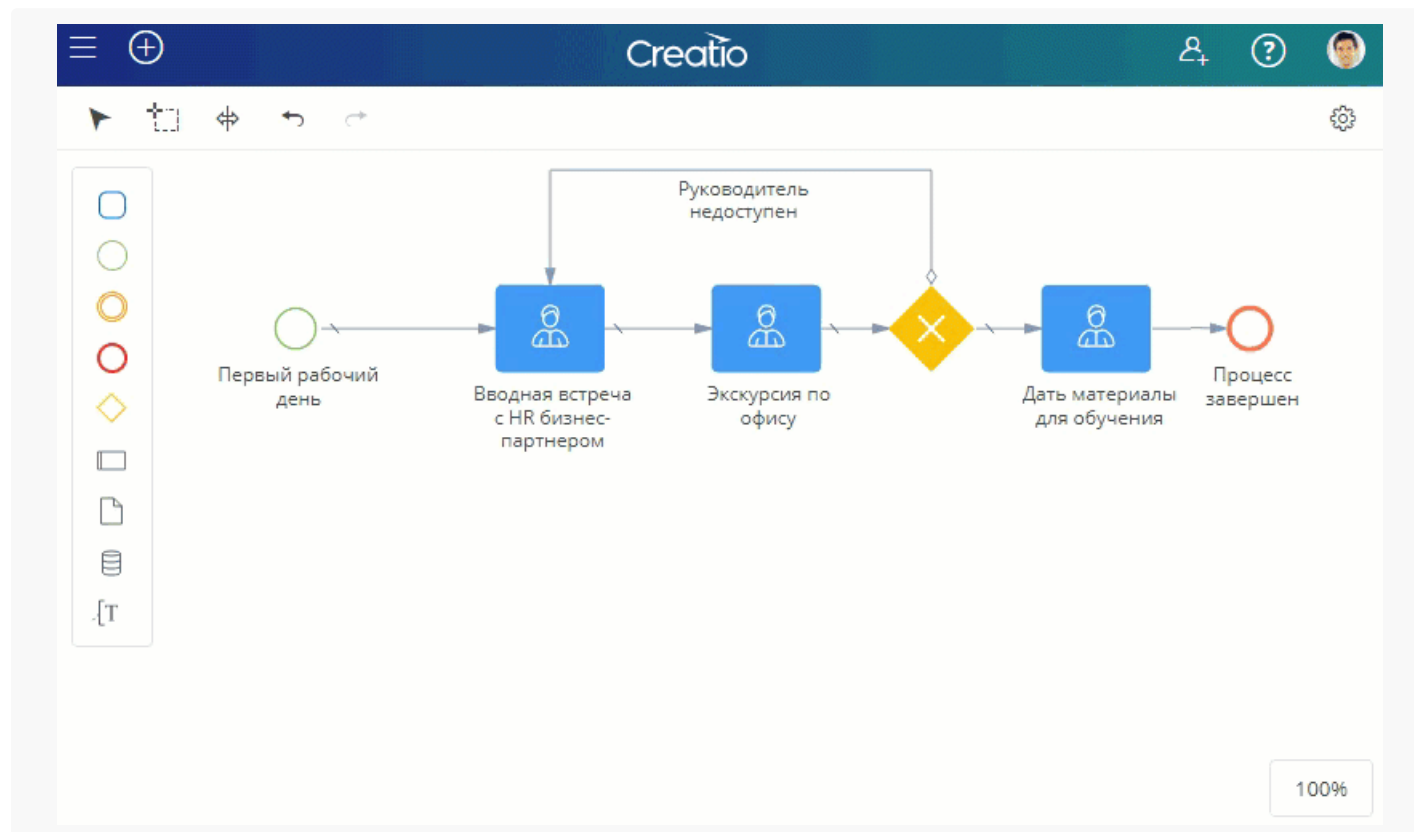 Creatio
Руководитель
недоступен
Первый рабочий
день
Вводная встреча
с HR бизнес-
партнером
Экскурсия по
офису
Дать материалы
для обучения
Процесс
завершен
T
100%